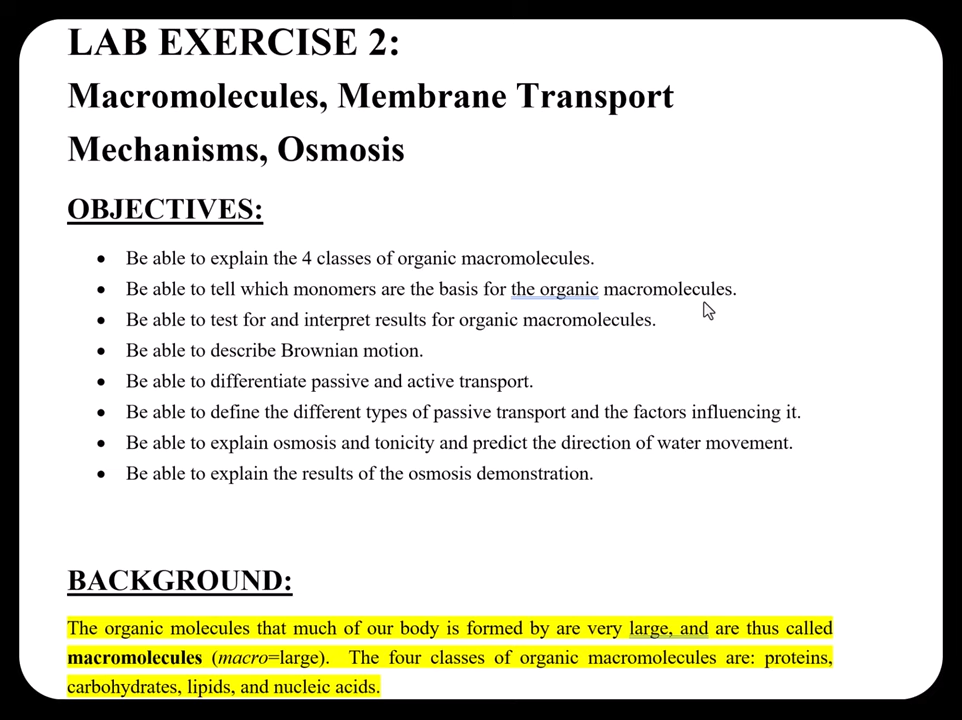 LAB EXERCISE 2:
Macromolecules, Membrane Transport
Mechanisms, Osmosis
OBJECTIVES:
• Be able to explain the 4 classes of organic macromolecules.
• Be able to tell which monomers are the basis for the organic macromolecules.
• Be able to test for and interpret results for organic macromolecules.
• Be able to describe Brownian motion.
• Be able to differentiate passive and active transport.
• Be able to define the different types of passive transport and the factors influencing it.
• Be able to explain osmosis and tonicity and predict the direction of water movement.
• Be able to explain the results of the osmosis demonstration.
BACKGROUND:
The organic molecules that much of our body is formed by are very large, and are thus called
macromolecules (macro=large). The four classes of organic macromolecules are: proteins,
carbohydrates, lipids, and nucleic acids.